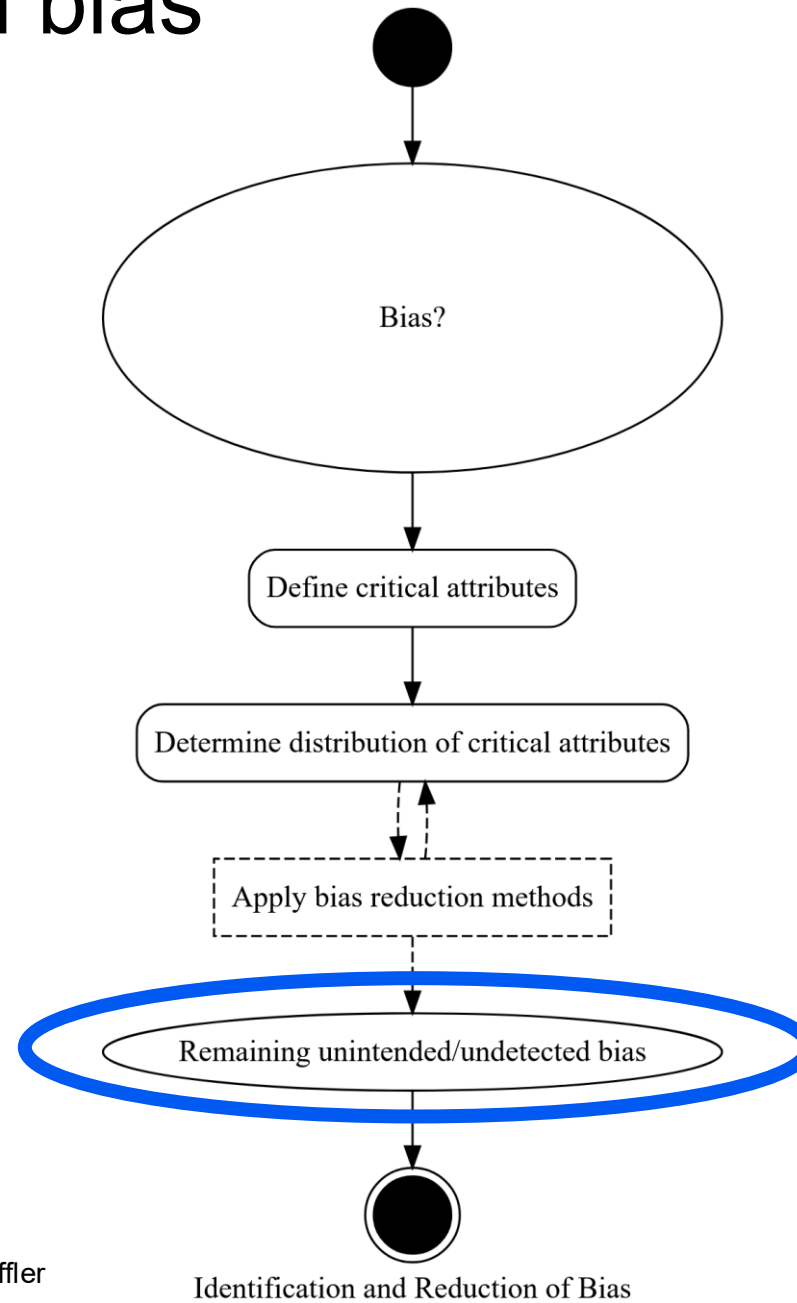 bias
Bias?
Define critical attributes
Determine distribution of critical attributes
Apply bias reduction methods
Remaining unintended/undetected bias
ffler
Identification and Reduction of Bias